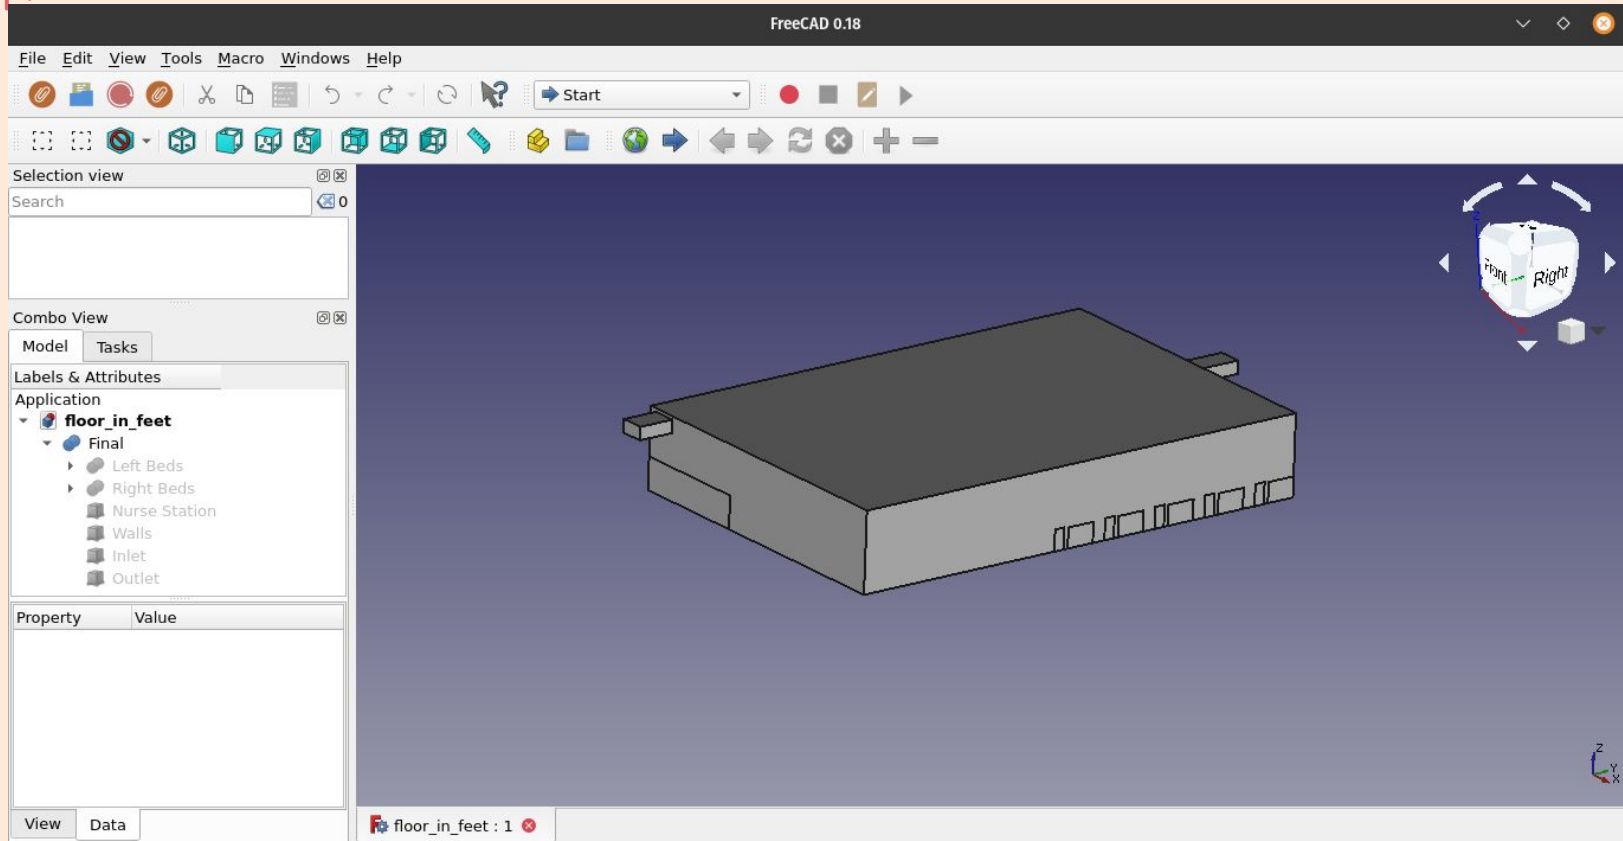 FreeCAD 0.18
File Edit View Tools Macro Windows Help
Start
Selection view
Search
0
Combo View
Model Tasks
Labels & Attributes
Application
floor_in_feet
Final
Left Beds
Right Beds
Nurse Station
Walls
Inlet
Outlet
Property Value
View Data
floor_in_feet : 1
Front Right
Z
Z
Y
X